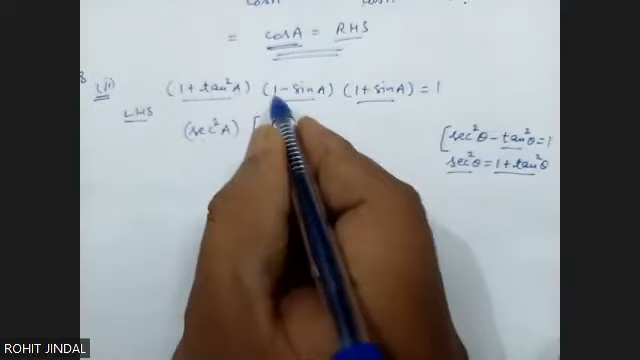 = cosA = RHS
(ii) (1 + tan²A) (1 - sinA) (1 + sinA) = 1
LHS
(sec²A) [
[sec²θ - tan²θ = 1
sec²θ = 1 + tan²θ
ROHIT JINDAL